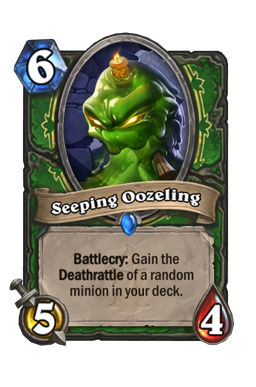 6
Seeping Oozeling
Battlecry: Gain the
Deathrattle of a random
minion in your deck.
5
4